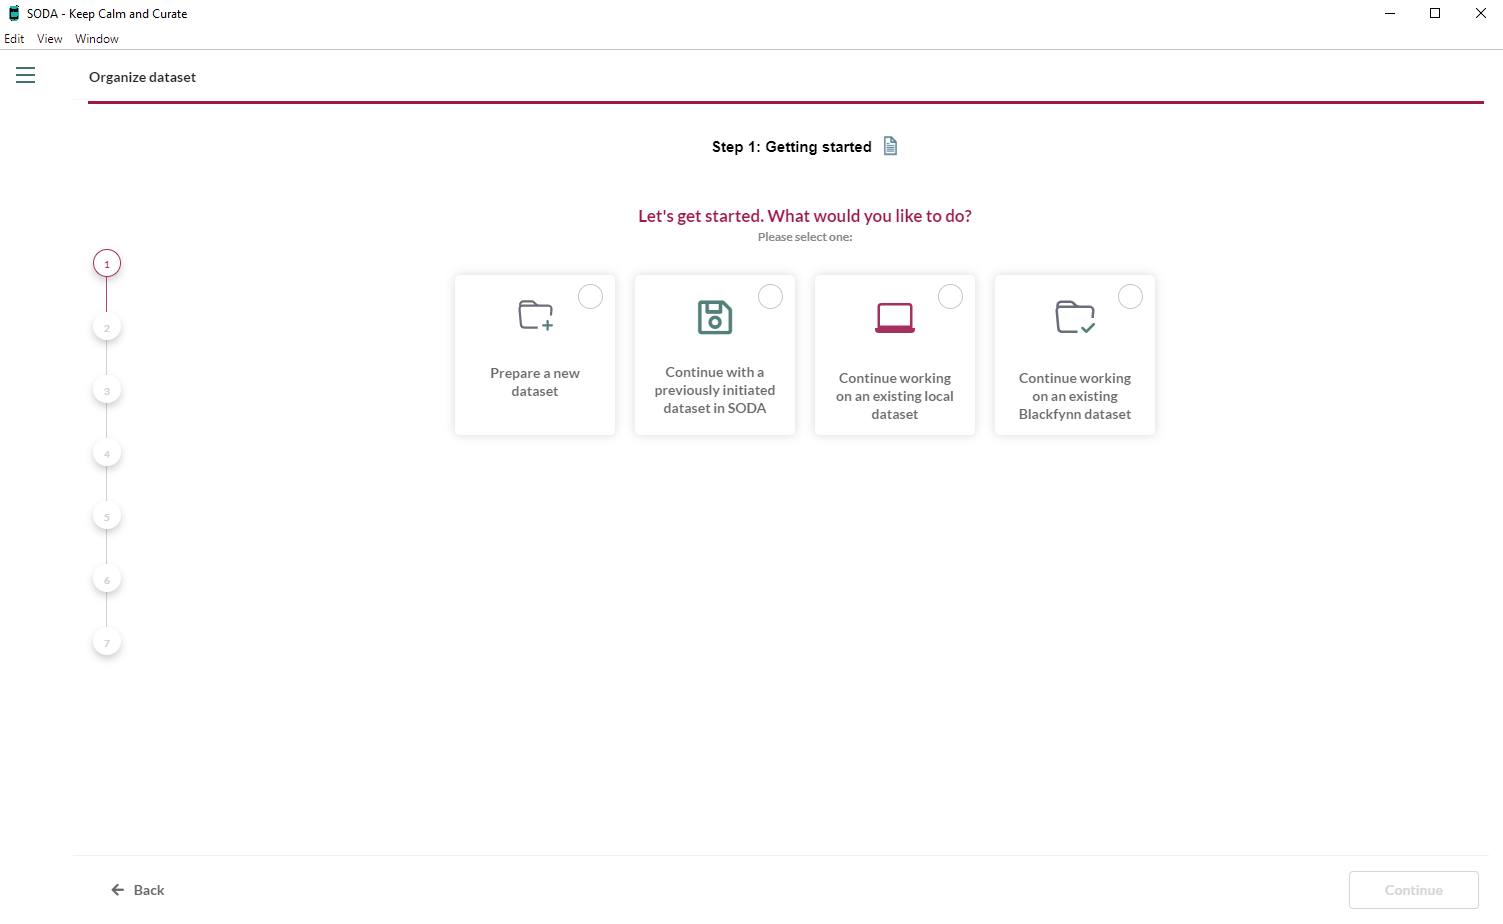 SODA - Keep Calm and Curate
Edit View Window
Organize dataset
Step 1: Getting started
Let's get started. What would you like to do?
Please select one:
1
2
3
4
5
6
7
Prepare a new
dataset
Continue with a
previously initiated
dataset in SODA
Continue working
on an existing local
dataset
Continue working
on an existing
Blackfynn dataset
Back
Continue